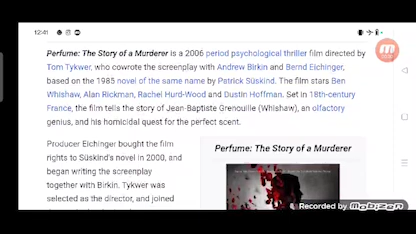 12:41
Perfume: The Story of a Murderer is a 2006 period psychological thriller film directed by
Tom Tykwer, who cowrote the screenplay with Andrew Birkin and Bernd Eichinger,
based on the 1985 novel of the same name by Patrick Süskind. The film stars Ben
Whishaw, Alan Rickman, Rachel Hurd-Wood and Dustin Hoffman. Set in 18th-century
France, the film tells the story of Jean-Baptiste Grenouille (Whishaw), an olfactory
genius, and his homicidal quest for the perfect scent.
Producer Eichinger bought the film
rights to Süskind's novel in 2000, and
began writing the screenplay
together with Birkin. Tykwer was
selected as the director, and joined
Perfume: The Story of a Murderer
Recorded by Mobizen